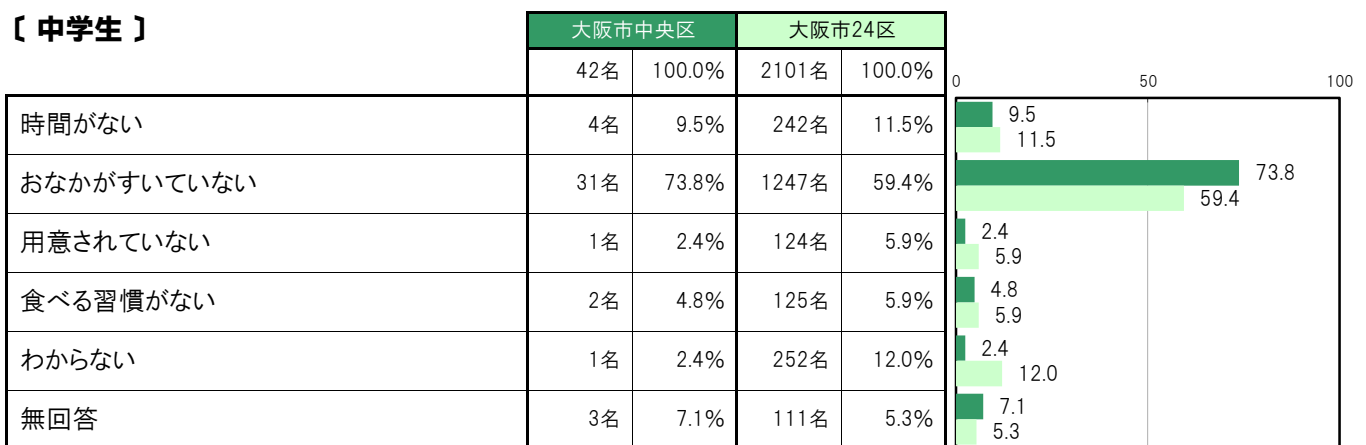 〔 中学生 〕
大阪市中央区 大阪市24区
42名 100.0% 2101名 100.0%
0 50 100
時間がない 4名 9.5% 242名 11.5% 9.5
11.5
おなかがすいていない 31名 73.8% 1247名 59.4% 73.8
59.4
用意されていない 1名 2.4% 124名 5.9% 2.4
5.9
食べる習慣がない 2名 4.8% 125名 5.9% 4.8
5.9
わからない 1名 2.4% 252名 12.0% 2.4
12.0
無回答 3名 7.1% 111名 5.3% 7.1
5.3